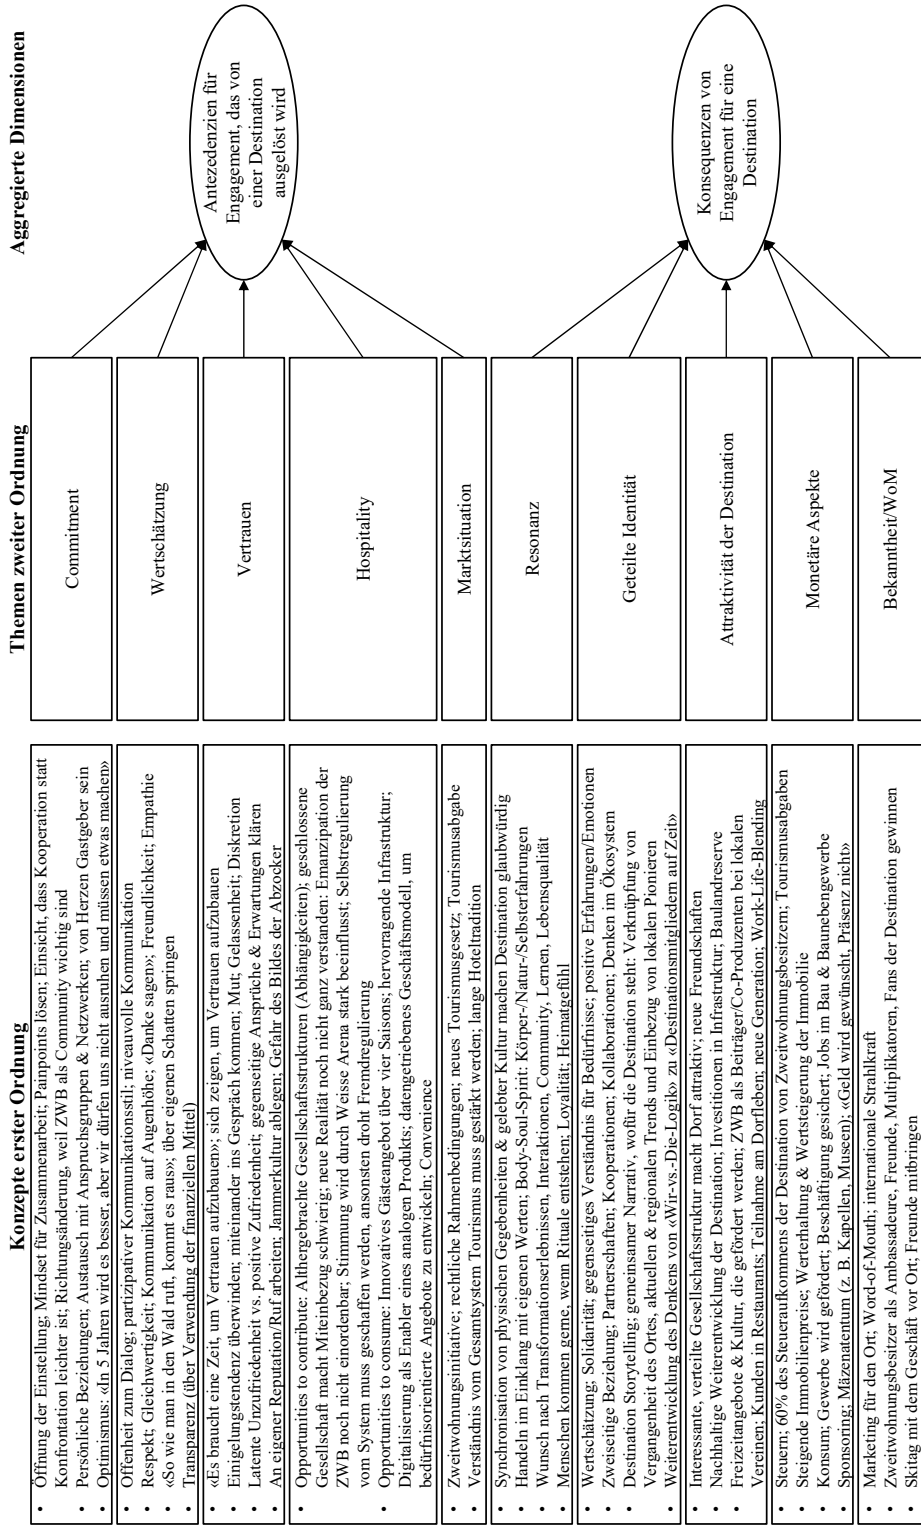 Konzepte erster Ordnung
Themen zweiter Ordnung
Aggregierte Dimensionen
• Öffnung der Einstellung; Mindset für Zusammenarbeit; Painpoints lösen; Einsicht, dass Kooperation statt
Konfrontation leichter ist; Richtungsänderung, weil ZWB als Community wichtig sind
• Persönliche Beziehungen; Austausch mit Anspruchsgruppen & Netzwerken; von Herzen Gastgeber sein
• Optimismus: «In 5 Jahren wird es besser, aber wir dürfen uns nicht ausruhen und müssen etwas machen»
Commitment
• Offenheit zum Dialog; partizipativer Kommunikationsstil; niveauvolle Kommunikation
• Respekt; Gleichwertigkeit; Kommunikation auf Augenhöhe; «Danke sagen»; Freundlichkeit; Empathie
• «So wie man in den Wald ruft, kommt es raus»; über eigenen Schatten springen
• Transparenz (über Verwendung der finanziellen Mittel)
Wertschätzung
• «Es braucht eine Zeit, um Vertrauen aufzubauen»; sich zeigen, um Vertrauen aufzubauen
• Einigelungstendenz überwinden; miteinander ins Gespräch kommen; Mut; Gelassenheit; Diskretion
• Latente Unzufriedenheit vs. positive Zufriedenheit; gegenseitige Ansprüche & Erwartungen klären
• An eigener Reputation/Ruf arbeiten; Jammerkultur ablegen; Gefahr des Bildes der Abzocker
Vertrauen
• Opportunities to contribute: Althergebrachte Gesellschaftsstrukturen (Abhängigkeiten); geschlossene
Gesellschaft macht Miteinbezug schwierig; neue Realität noch nicht ganz verstanden: Emanzipation der
ZWB noch nicht einordenbar; Stimmung wird durch Weisse Arena stark beeinflusst; Selbstregulierung
vom System muss geschaffen werden, ansonsten droht Fremdregulierung
• Opportunities to consume: Innovatives Gästeangebot über vier Saisons; hervorragende Infrastruktur;
Digitalisierung als Enabler eines analogen Produkts; datengetriebenes Geschäftsmodell, um
bedürfnisorientierte Angebote zu entwickeln; Convenience
Hospitality
• Zweitwohnungsinitiative; rechtliche Rahmenbedingungen; neues Tourismusgesetz; Tourismusabgabe
• Verständnis vom Gesamtsystem Tourismus muss gestärkt werden; lange Hoteltradition
Marktsituation
Antezedenzien für
Engagement, das von
einer Destination
ausgelöst wird
• Synchronisation von physischen Gegebenheiten & gelebter Kultur machen Destination glaubwürdig
• Handeln im Einklang mit eigenen Werten; Body-Soul-Spirit: Körper-/Natur-/Selbsterfahrungen
• Wunsch nach Transformationserlebnissen, Interaktionen, Community, Lernen, Lebensqualität
• Menschen kommen gerne, wenn Rituale entstehen; Loyalität; Heimatgefühl
Resonanz
• Wertschätzung; Solidarität; gegenseitiges Verständnis für Bedürfnisse; positive Erfahrungen/Emotionen
• Zweiseitige Beziehung; Partnerschaften; Kooperationen; Kollaborationen; Denken im Ökosystem
• Destination Storytelling; gemeinsamer Narrativ, wofür die Destination steht: Verknüpfung von
Vergangenheit des Ortes, aktuellen & regionalen Trends und Einbezug von lokalen Pionieren
• Weiterentwicklung des Denkens von «Wir-vs.-Die-Logik» zu «Destinationsmitgliedern auf Zeit»
Geteilte Identität
• Interessante, verteilte Gesellschaftsstruktur macht Dorf attraktiv; neue Freundschaften
• Nachhaltige Weiterentwicklung der Destination; Investitionen in Infrastruktur; Baulandreserve
• Freizeitangebote & Kultur, die gefördert werden; ZWB als Beiträger/Co-Produzenten bei lokalen
Vereinen; Kunden in Restaurants; Teilnahme am Dorfleben; neue Generation; Work-Life-Blending
Attraktivität der Destination
• Steuern; 60% des Steueraufkommens der Destination von Zweitwohnungsbesitzern; Tourismusabgaben
• Steigende Immobilienpreise; Werterhaltung & Wertsteigerung der Immobilie
• Konsum; Gewerbe wird gefördert; Beschäftigung gesichert; Jobs im Bau & Baunebengewerbe
• Sponsoring; Mäzenatentum (z. B. Kapellen, Museen); «Geld wird gewünscht, Präsenz nicht»
Monetäre Aspekte
• Marketing für den Ort; Word-of-Mouth; internationale Strahlkraft
• Zweitwohnungsbesitzer als Ambassadeure, Freunde, Multiplikatoren, Fans der Destination gewinnen
• Skitag mit dem Geschäft vor Ort; Freunde mitbringen
Bekanntheit/WoM
Konsequenzen von
Engagement für eine
Destination